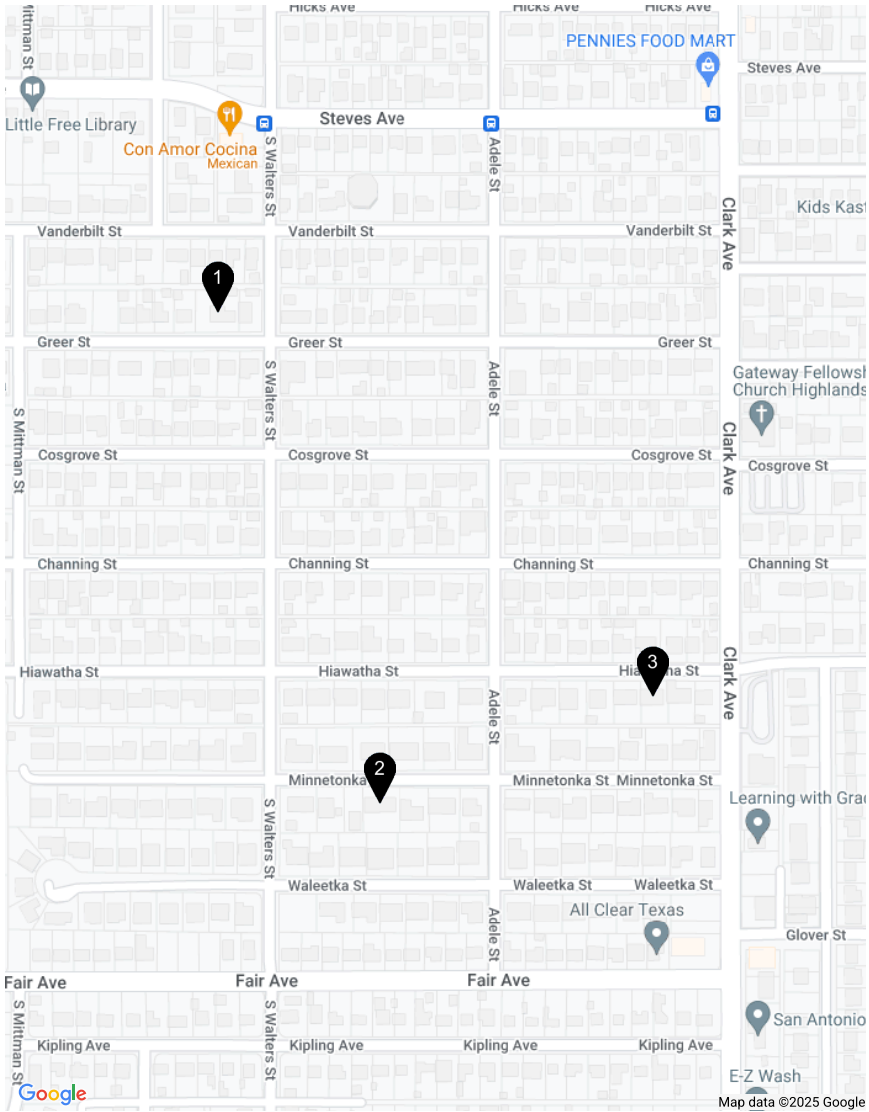 Hicks Ave
Hicks Ave
Hicks Ave
Mittman St
PENNIES FOOD MART
Steves Ave
Little Free Library
Steves Ave
Con Amor Cocina
Mexican
S Walters St
Adele St
Clark Ave
Kids Kast
Vanderbilt St
Vanderbilt St
Vanderbilt St
1
Greer St
Greer St
Greer St
S Walters St
Adele St
Gateway Fellowsh
Church Highlands
S Mittman St
Clark Ave
Cosgrove St
Cosgrove St
Cosgrove St
Cosgrove St
Channing St
Channing St
Channing St
Channing St
Clark Ave
3
Hiawatha St
Hiawatha St
Hiawatha St
Adele St
2
Minnetonka
Minnetonka St
Minnetonka St
S Walters St
Learning with Grac
Waleetka St
Waleetka St
Waleetka St
All Clear Texas
Adele St
Glover St
Fair Ave
Fair Ave
Fair Ave
S Mittman St
S Walters St
San Antonio
Kipling Ave
Kipling Ave
Kipling Ave
Kipling Ave
E-Z Wash
Google
Map data ©2025 Google